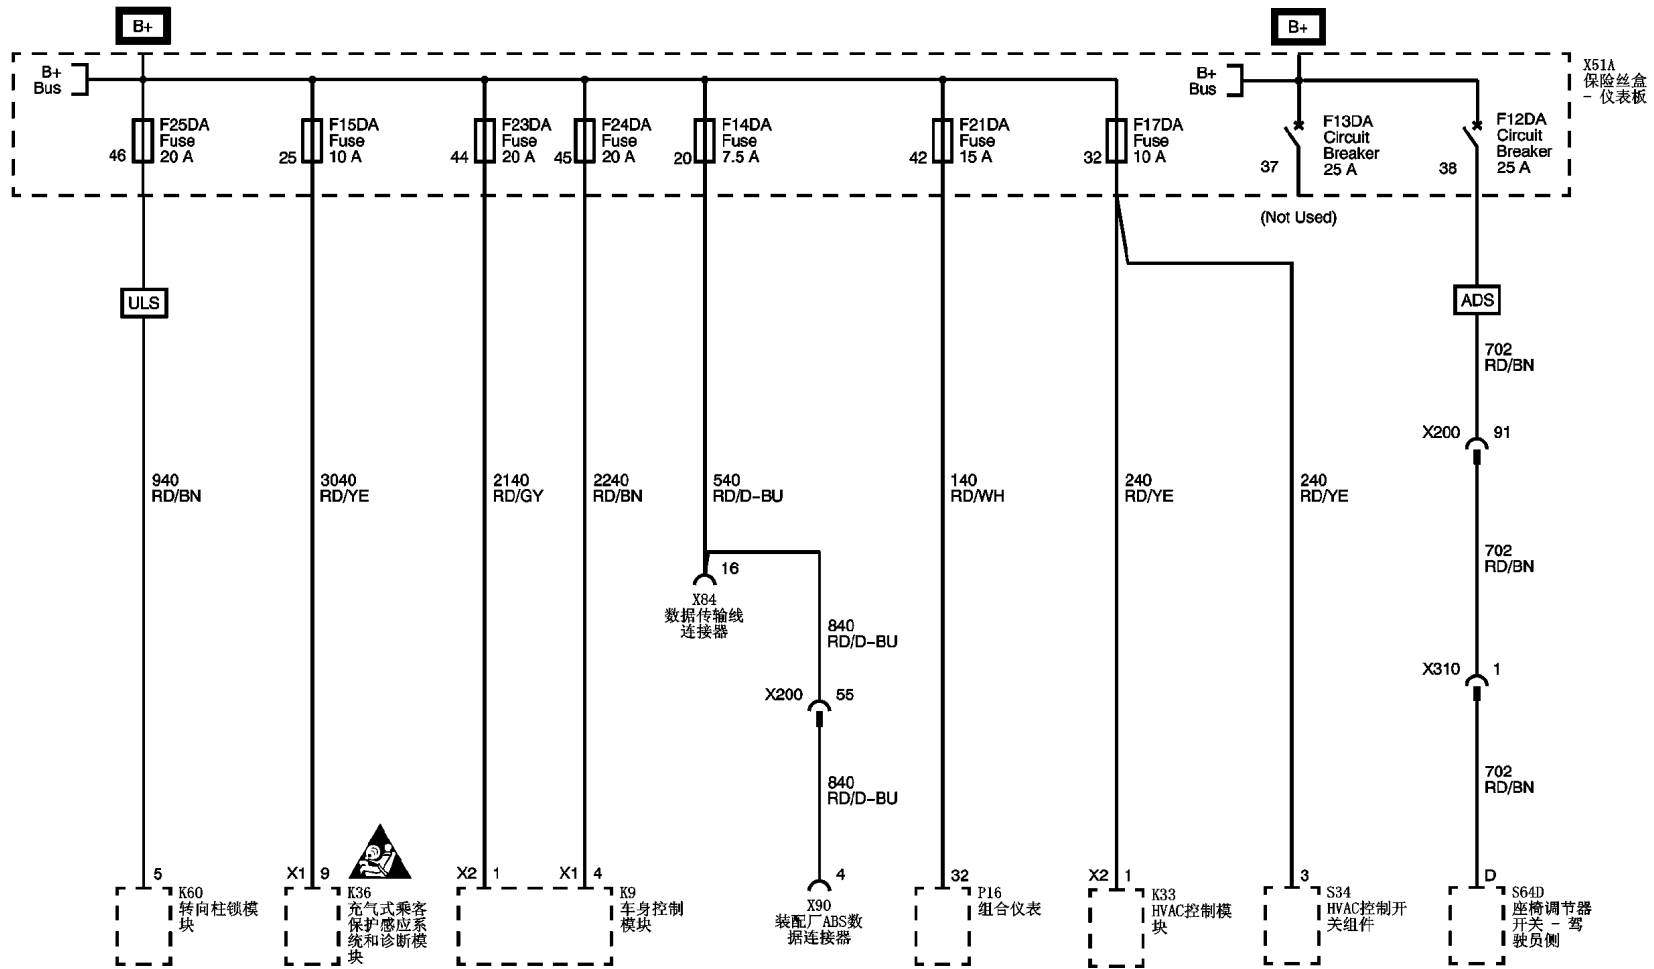 B+
B+
B+
Bus
B+
Bus
X51A
保险丝盒
- 仪表板
F25DA
Fuse
20 A
46
F15DA
Fuse
10 A
25
F23DA
Fuse
20 A
44
F24DA
Fuse
20 A
45
F14DA
Fuse
7.5 A
20
F21DA
Fuse
15 A
42
F17DA
Fuse
10 A
32
F13DA
Circuit
Breaker
25 A
37
F12DA
Circuit
Breaker
25 A
38
(Not Used)
ULS
ADS
702
RD/BN
X200 91
940
RD/BN
3040
RD/YE
2140
RD/GY
2240
RD/BN
540
RD/D-BU
140
RD/WH
240
RD/YE
240
RD/YE
702
RD/BN
16
X84
数据传输线
连接器
840
RD/D-BU
X200 55
X310 1
840
RD/D-BU
702
RD/BN
5
K60
转向柱锁模
块
X1 9
K36
充气式乘客
保护感应系
统和诊断模
块
X2 1
X1 4
K9
车身控制
模块
4
X90
装配厂ABS数
据连接器
32
P16
组合仪表
X2 1
K33
HVAC控制模
块
3
S34
HVAC控制开
关组件
D
S64D
座椅调节器
开关 - 驾
驶员侧